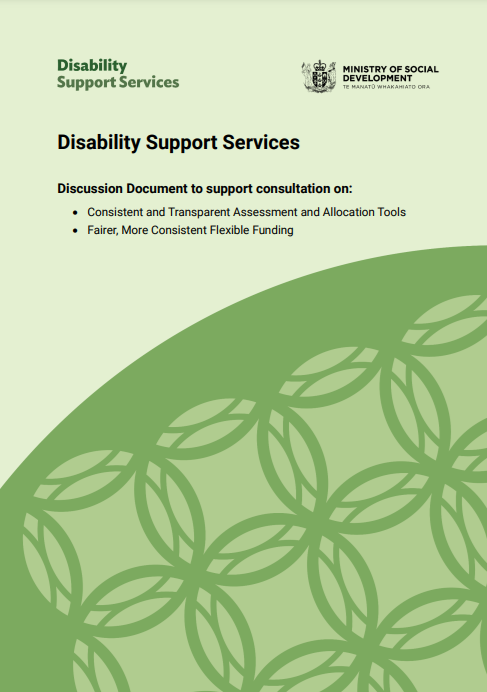 Disability
Support Services
MINISTRY OF SOCIAL
DEVELOPMENT
TE MANATŪ WHAKAHIATO ORA
Disability Support Services
Discussion Document to support consultation on:
• Consistent and Transparent Assessment and Allocation Tools
• Fairer, More Consistent Flexible Funding